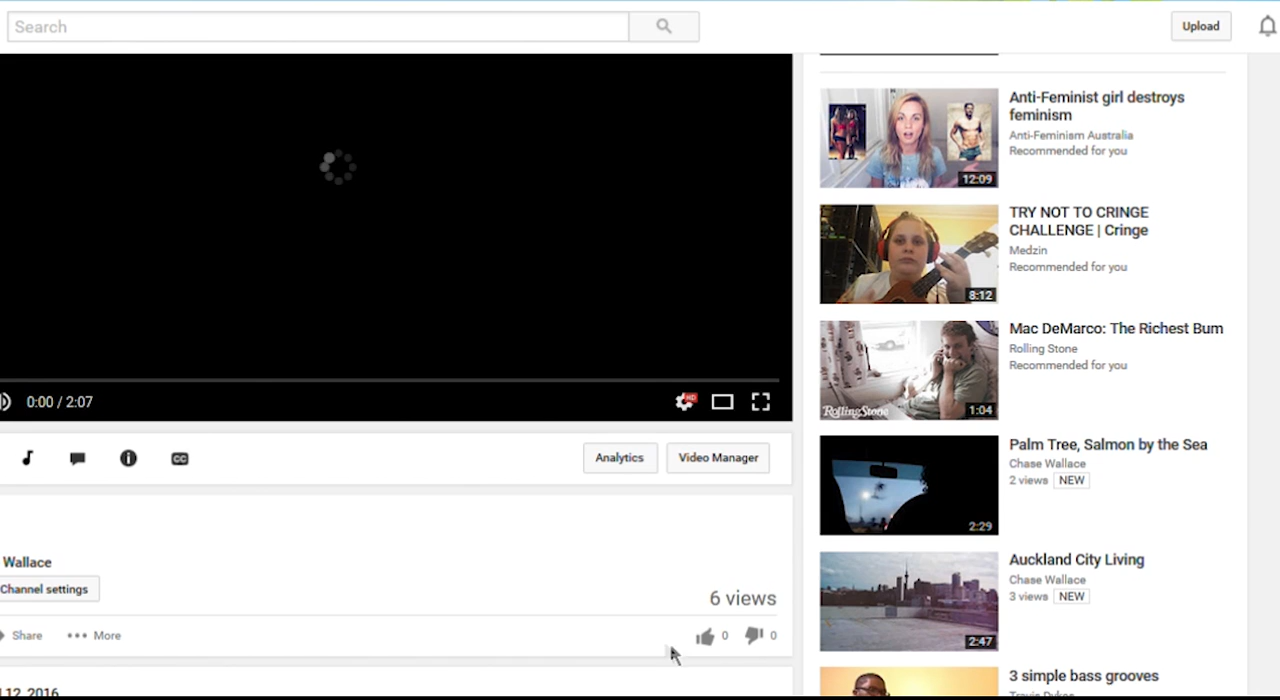 Search
Upload
0:00 / 2:07
HD
CC
Analytics
Video Manager
Wallace
Channel settings
6 views
Share
More
0
0
12, 2016
12:09
Anti-Feminist girl destroys
feminism
Anti-Feminism Australia
Recommended for you
8:12
TRY NOT TO CRINGE
CHALLENGE | Cringe
Medzin
Recommended for you
RollingStone
1:04
Mac DeMarco: The Richest Bum
Rolling Stone
Recommended for you
2:29
Palm Tree, Salmon by the Sea
Chase Wallace
2 views NEW
2:47
Auckland City Living
Chase Wallace
3 views NEW
3 simple bass grooves